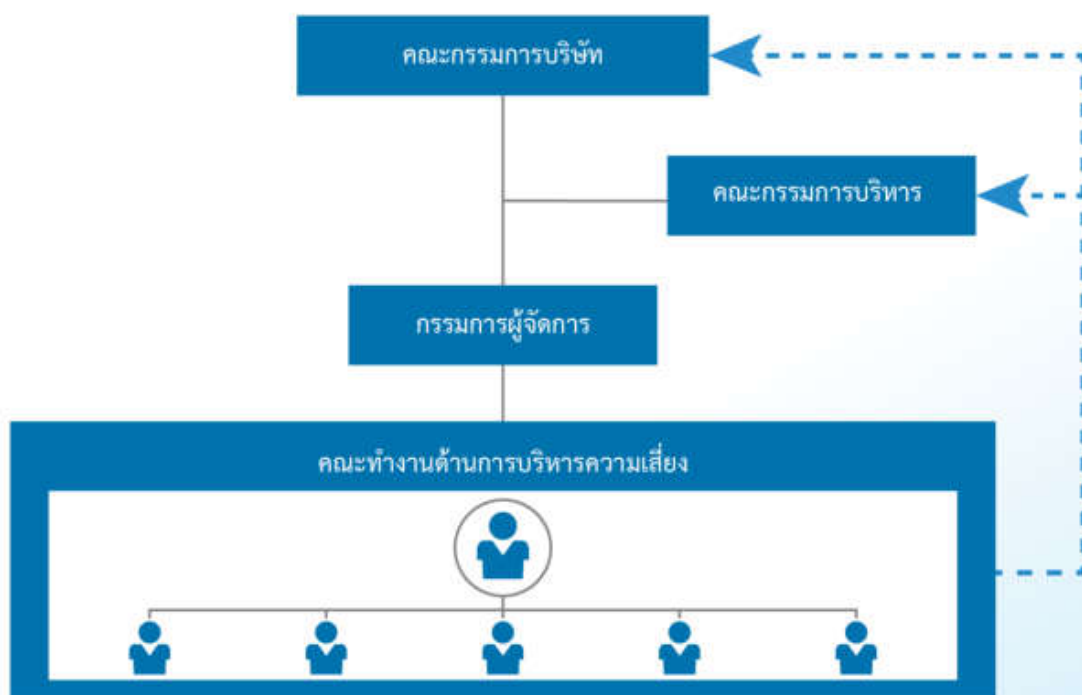 คณะกรรมการบริษัท
คณะกรรมการบริหาร
กรรมการผู้จัดการ
คณะทำงานด้านการบริหารความเสี่ยง